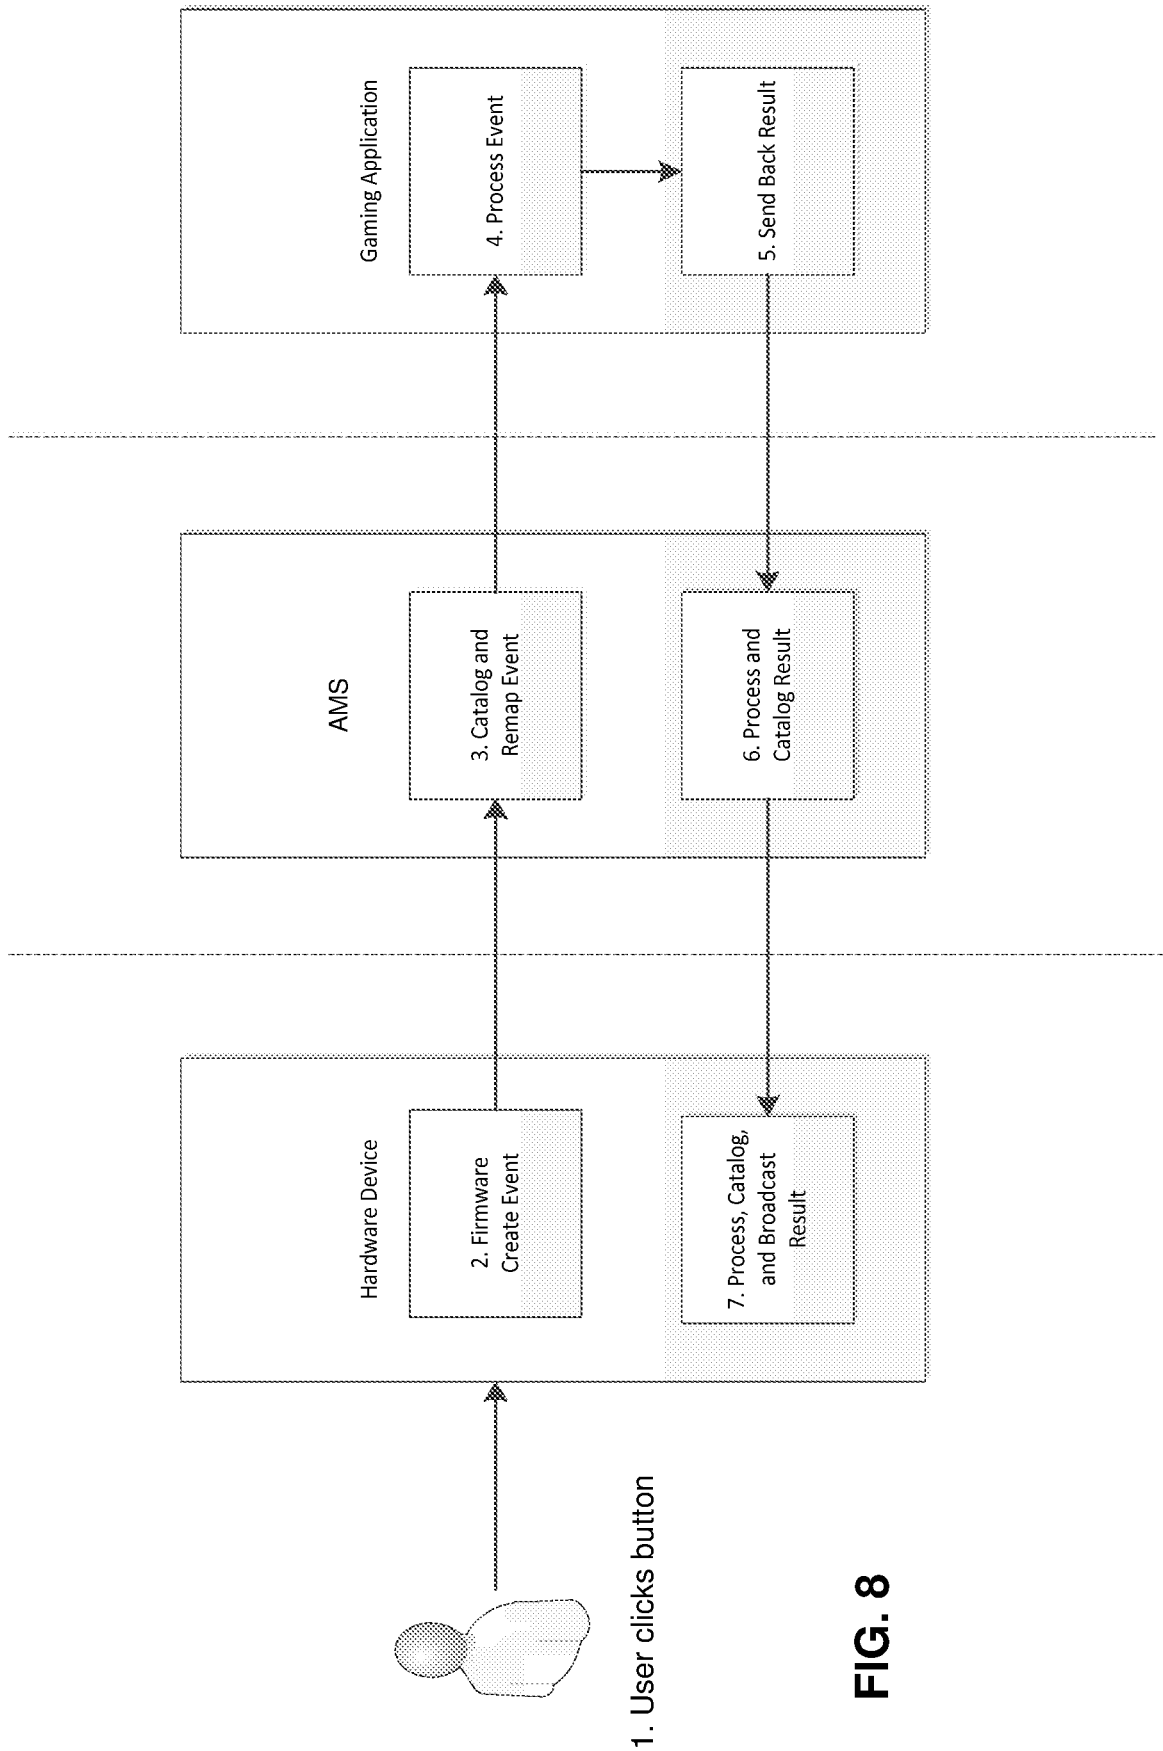 1. User clicks button
Hardware Device
2. Firmware
Create Event
AMS
3. Catalog and
Remap Event
Gaming Application
4. Process Event
5. Send Back Result
6. Process and
Catalog Result
7. Process, Catalog,
and Broadcast
Result
FIG. 8